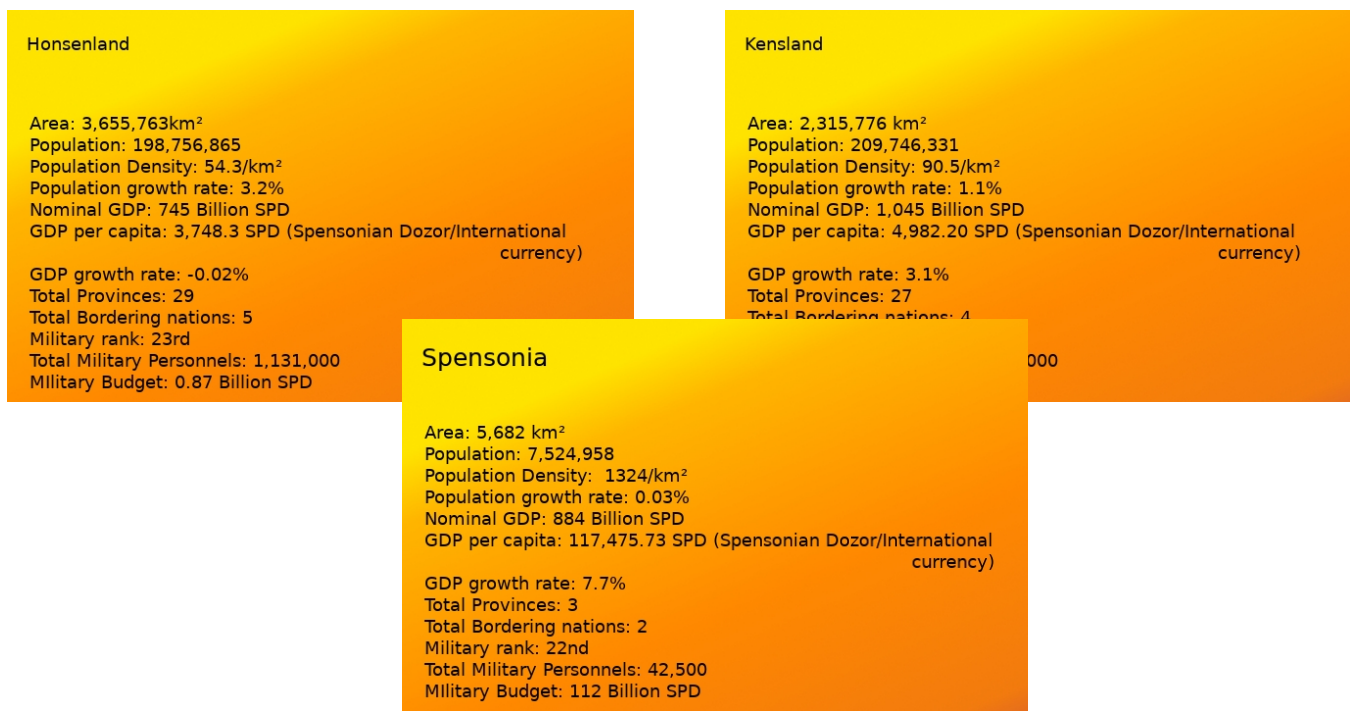 Honsenland
Area: 3,655,763km²
Population: 198,756,865
Population Density: 54.3/km²
Population growth rate: 3.2%
Nominal GDP: 745 Billion SPD
GDP per capita: 3,748.3 SPD (Spensonian Dozor/International
currency)
GDP growth rate: -0.02%
Total Provinces: 29
Total Bordering nations: 5
Military rank: 23rd
Total Military Personnels: 1,131,000
MIlitary Budget: 0.87 Billion SPD
Kensland
Area: 2,315,776 km²
Population: 209,746,331
Population Density: 90.5/km²
Population growth rate: 1.1%
Nominal GDP: 1,045 Billion SPD
GDP per capita: 4,982.20 SPD (Spensonian Dozor/International
currency)
GDP growth rate: 3.1%
Total Provinces: 27
Total Bordering nations: 4
000
Spensonia
Area: 5,682 km²
Population: 7,524,958
Population Density:  1324/km²
Population growth rate: 0.03%
Nominal GDP: 884 Billion SPD
GDP per capita: 117,475.73 SPD (Spensonian Dozor/International
currency)
GDP growth rate: 7.7%
Total Provinces: 3
Total Bordering nations: 2
Military rank: 22nd
Total Military Personnels: 42,500
MIlitary Budget: 112 Billion SPD